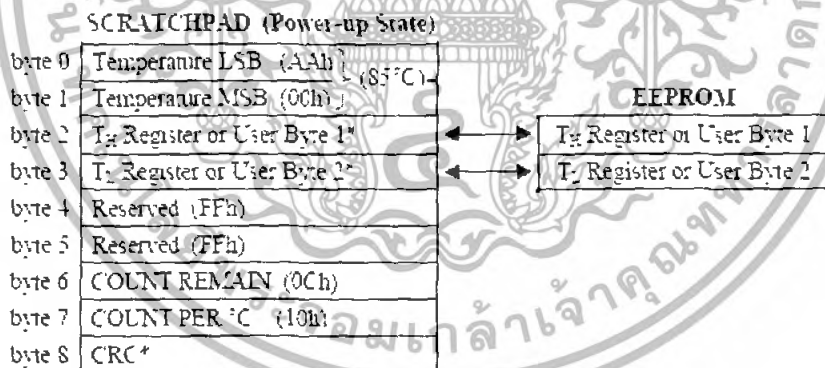 SCRATCHPAD (Power-up State)
byte 0 Temperature LSB (AAh)
(85°C)
byte 1 Temperature MSB (00h)
EEPROM
byte 2 TH Register or User Byte 1* TH Register or User Byte 1
byte 3 TL Register or User Byte 2* TL Register or User Byte 2
byte 4 Reserved (FFh)
byte 5 Reserved (FFh)
byte 6 COUNT REMAIN (0Ch)
byte 7 COUNT PER °C (10h)
byte 8 CRC*